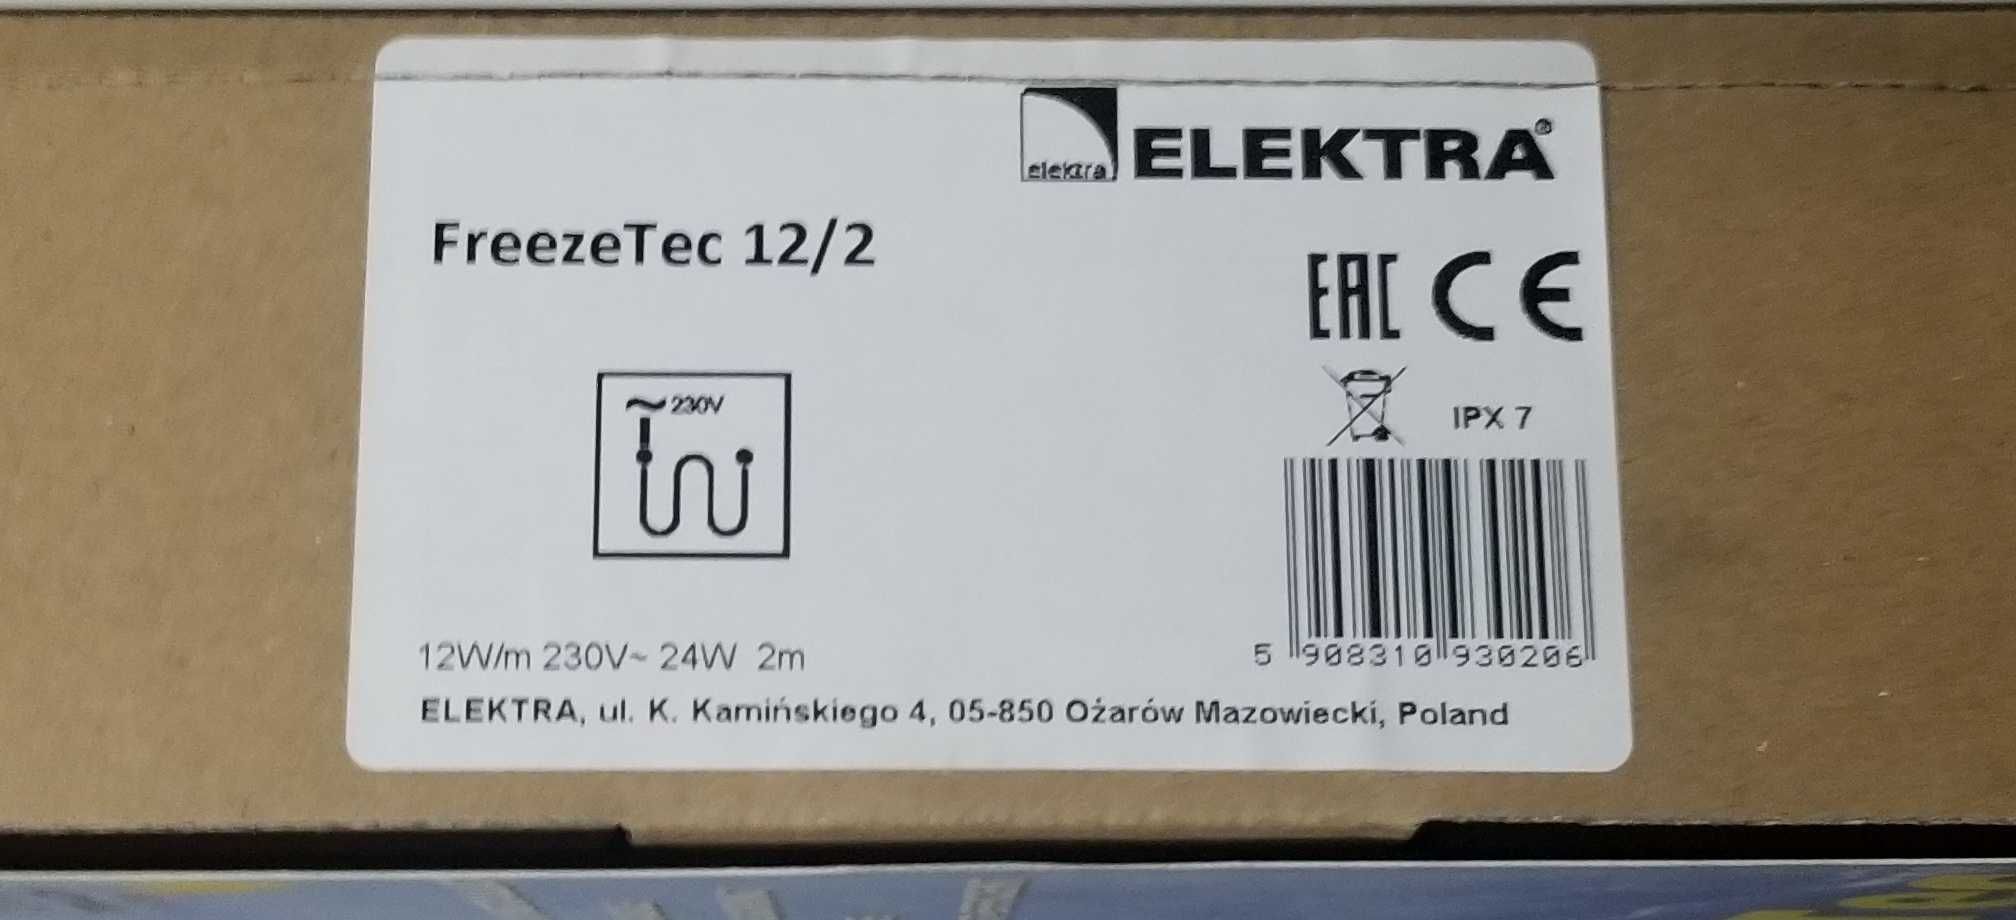 elektra ELEKTRA®
FreezeTec 12/2
EAC CE
~230V
IPX 7
5 908310 930206
12W/m 230V~ 24W 2m
ELEKTRA, ul. K. Kamińskiego 4, 05-850 Ożarów Mazowiecki, Poland